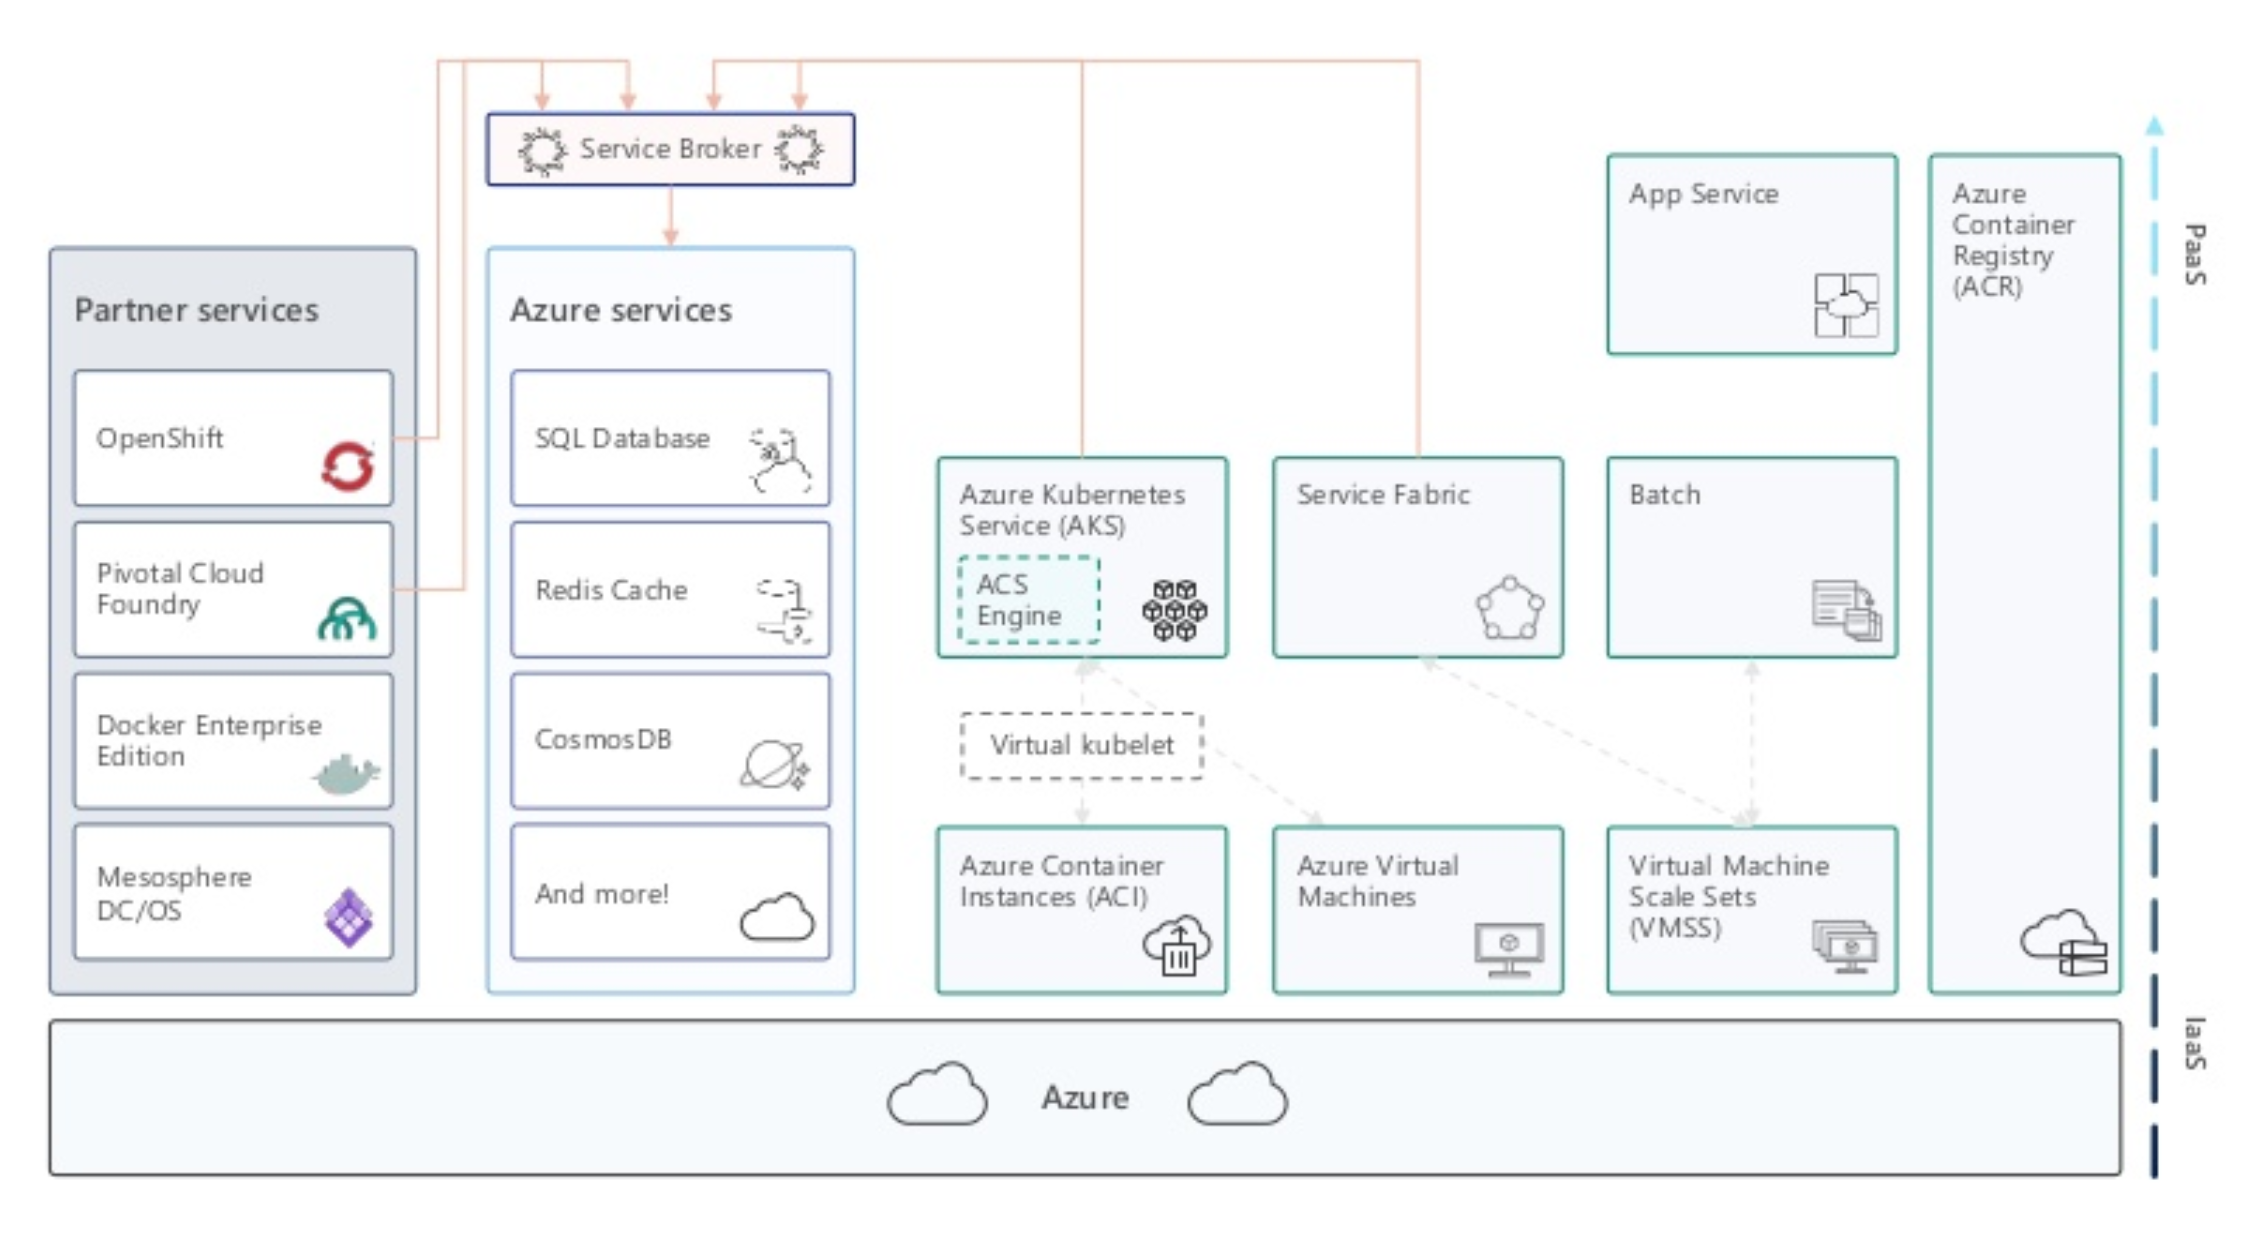 Service Broker
Partner services
OpenShift
Pivotal Cloud
Foundry
Docker Enterprise
Edition
Mesosphere
DC/OS
Azure services
SQL Database
Redis Cache
CosmosDB
And more!
Azure Kubernetes
Service (AKS)
ACS
Engine
Virtual kubelet
Azure Container
Instances (ACI)
Service Fabric
Azure Virtual
Machines
App Service
Batch
Virtual Machine
Scale Sets
(VMSS)
Azure
Container
Registry
(ACR)
PaaS
IaaS
Azure